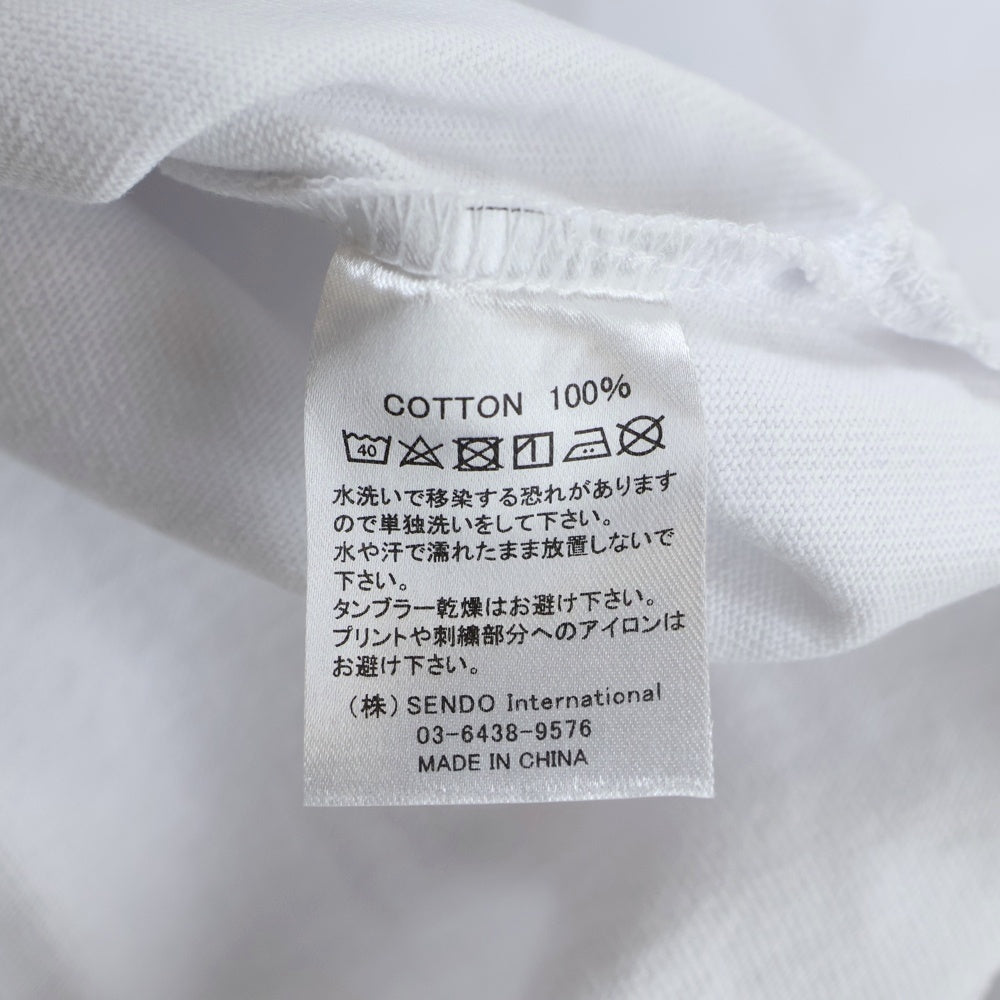 COTTON 100%
40
水洗いで移染する恐れがあります
ので単独洗いをして下さい。
水や汗で濡れたまま放置しないで
下さい。
タンブラー乾燥はお避け下さい。
プリントや刺繍部分へのアイロンは
お避け下さい。
（株）SENDO International
03-6438-9576
MADE IN CHINA